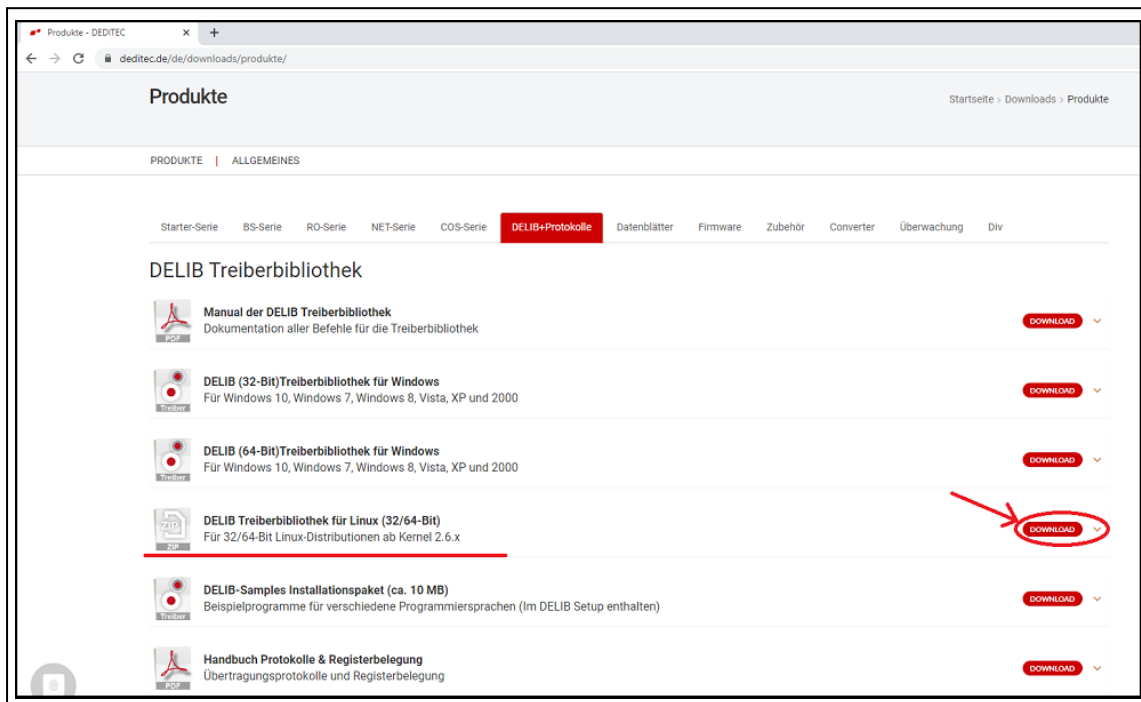 Produkte - DEDITEC
deditec.de/de/downloads/produkte/
Produkte
Startseite > Downloads > Produkte
PRODUKTE | ALLGEMEINES
Starter-Serie BS-Serie RO-Serie NET-Serie COS-Serie DELIB+Protokolle Datenblätter Firmware Zubehör Converter Überwachung Div
DELIB Treiberbibliothek
Manual der DELIB Treiberbibliothek
Dokumentation aller Befehle für die Treiberbibliothek
PDF
DOWNLOAD
DELIB (32-Bit)Treiberbibliothek für Windows
Für Windows 10, Windows 7, Windows 8, Vista, XP und 2000
Treiber
DOWNLOAD
DELIB (64-Bit)Treiberbibliothek für Windows
Für Windows 10, Windows 7, Windows 8, Vista, XP und 2000
Treiber
DOWNLOAD
DELIB Treiberbibliothek für Linux (32/64-Bit)
Für 32/64-Bit Linux-Distributionen ab Kernel 2.6.x
ZIP
ZIP
DOWNLOAD
DELIB-Samples Installationspaket (ca. 10 MB)
Beispielprogramme für verschiedene Programmiersprachen (Im DELIB Setup enthalten)
Treiber
DOWNLOAD
Handbuch Protokolle & Registerbelegung
Übertragungsprotokolle und Registerbelegung
PDF
DOWNLOAD